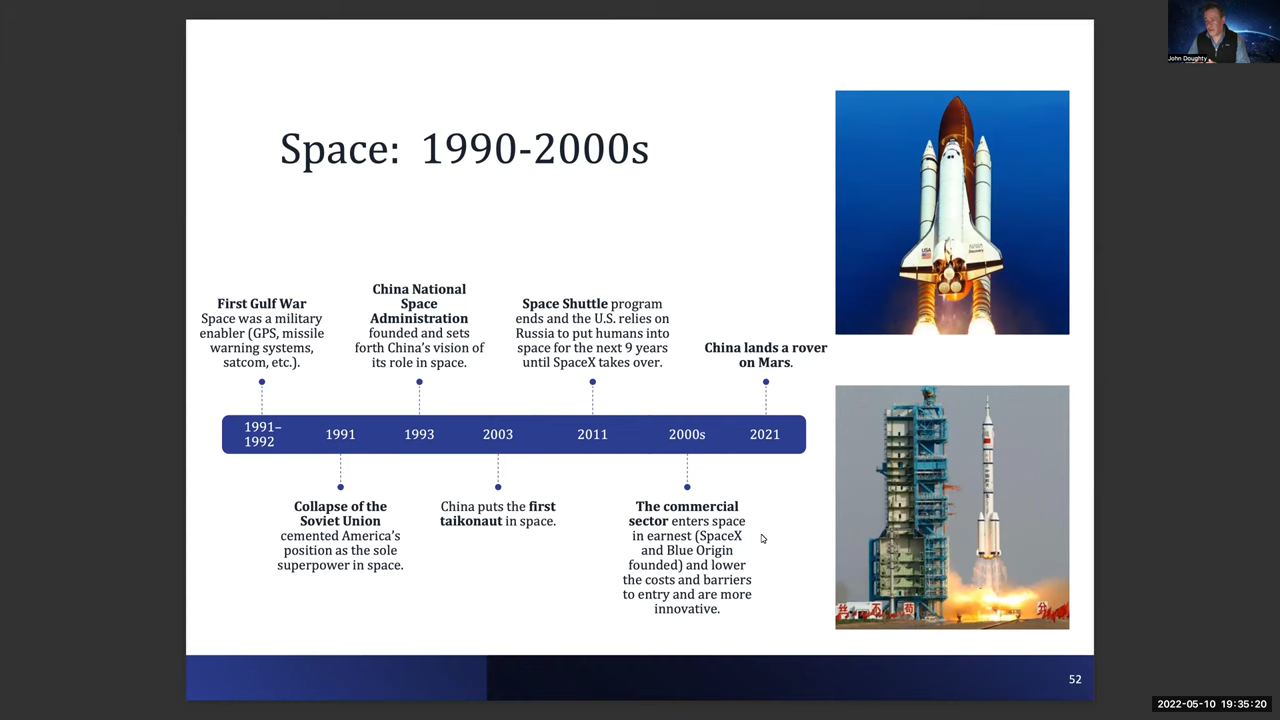 John Doughty
Space: 1990-2000s
First Gulf War
Space was a military
enabler (GPS, missile
warning systems,
satcom, etc.).
China National
Space
Administration
founded and sets
forth China's vision of
its role in space.
Space Shuttle program
ends and the U.S. relies on
Russia to put humans into
space for the next 9 years
until SpaceX takes over.
China lands a rover
on Mars.
1991–
1992
1991
1993
2003
2011
2000s
2021
Collapse of the
Soviet Union
cemented America's
position as the sole
superpower in space.
China puts the first
taikonaut in space.
The commercial
sector enters space
in earnest (SpaceX
and Blue Origin
founded) and lower
the costs and barriers
to entry and are more
innovative.
USA
52
2022-05-10 19:35:20